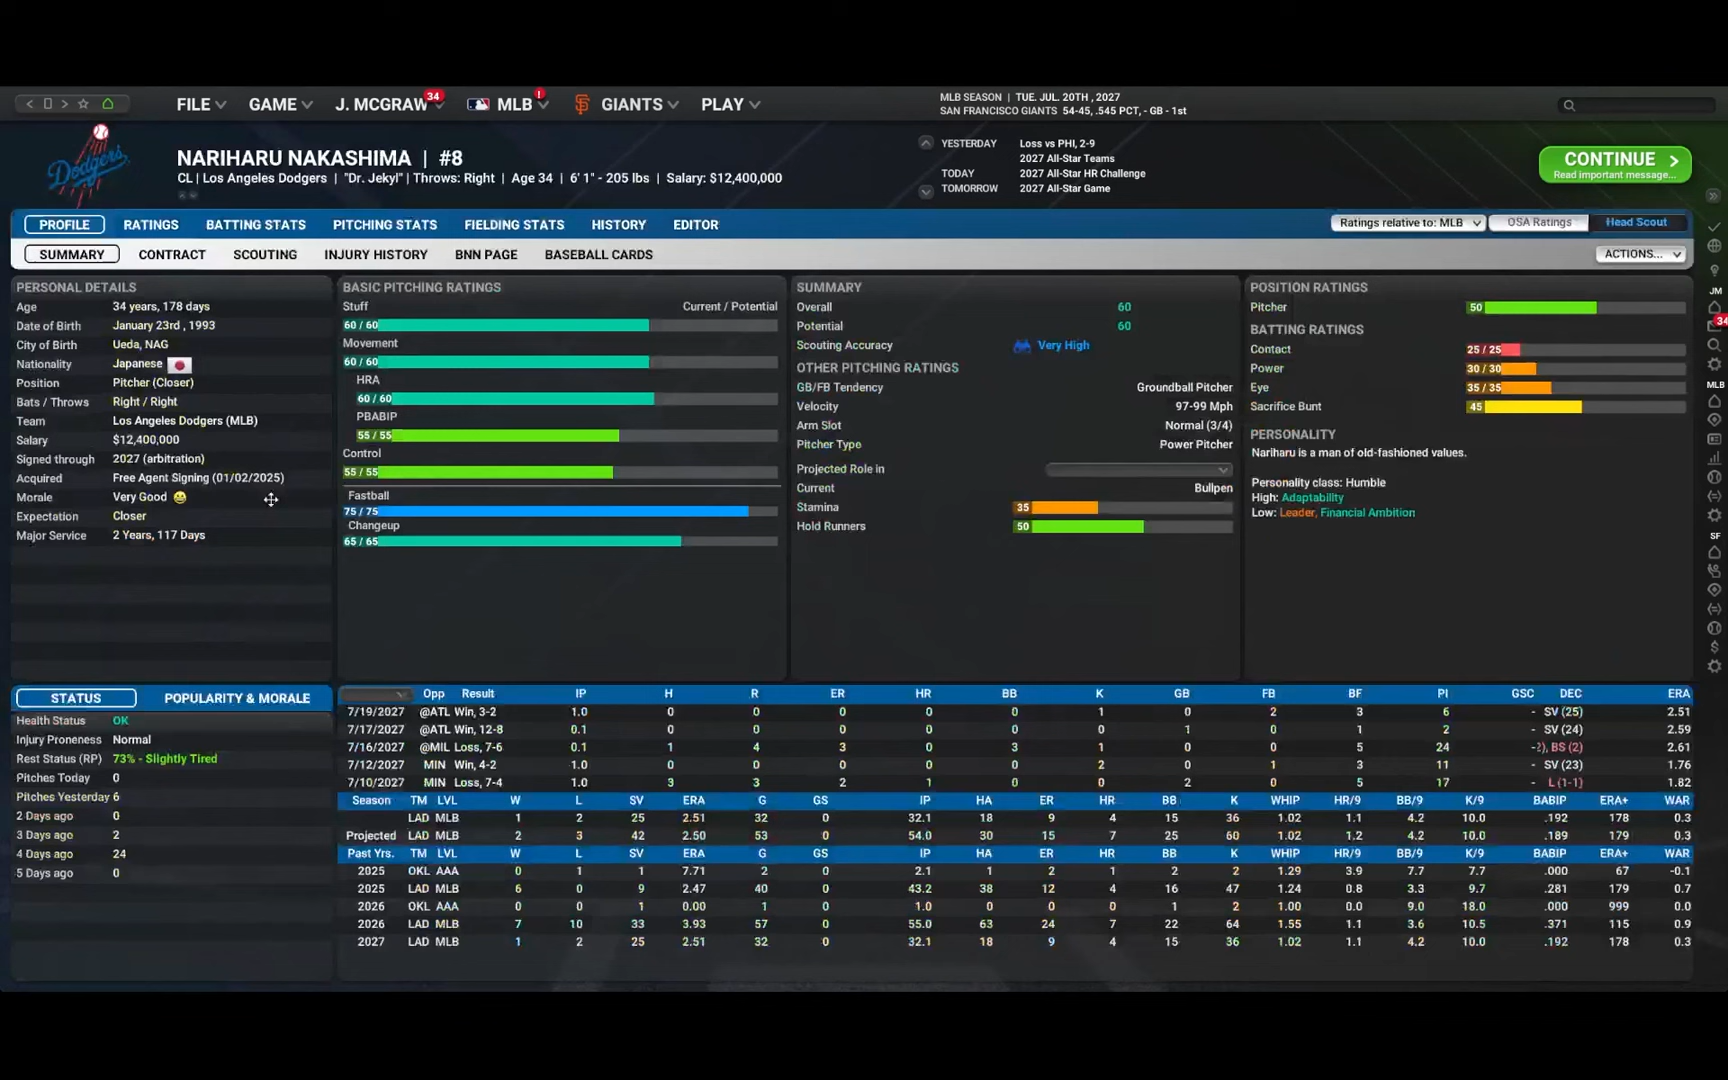 FILE GAME J. MCGRAW 34 MLB ! GIANTS PLAY
MLB SEASON | TUE. JUL. 20TH , 2027
SAN FRANCISCO GIANTS 54-45, .545 PCT, - GB - 1st
Dodgers
NARIHARU NAKASHIMA | #8
CL | Los Angeles Dodgers | "Dr. Jekyl" | Throws: Right | Age 34 | 6' 1" - 205 lbs | Salary: $12,400,000
YESTERDAY Loss vs PHI, 2-9
2027 All-Star Teams
TODAY 2027 All-Star HR Challenge
TOMORROW 2027 All-Star Game
CONTINUE >
Read important message...
PROFILE RATINGS BATTING STATS PITCHING STATS FIELDING STATS HISTORY EDITOR
Ratings relative to: MLB OSA Ratings Head Scout
SUMMARY CONTRACT SCOUTING INJURY HISTORY BNN PAGE BASEBALL CARDS
ACTIONS...
PERSONAL DETAILS
Age 34 years, 178 days
Date of Birth January 23rd , 1993
City of Birth Ueda, NAG
Nationality Japanese
Position Pitcher (Closer)
Bats / Throws Right / Right
Team Los Angeles Dodgers (MLB)
Salary $12,400,000
Signed through 2027 (arbitration)
Acquired Free Agent Signing (01/02/2025)
Morale Very Good
Expectation Closer
Major Service 2 Years, 117 Days
BASIC PITCHING RATINGS
Stuff Current / Potential
60 / 60
Movement
60 / 60
HRA
60 / 60
PBABIP
55 / 55
Control
55 / 55
Fastball
75 / 75
Changeup
65 / 65
SUMMARY
Overall 60
Potential 60
Scouting Accuracy Very High
OTHER PITCHING RATINGS
GB/FB Tendency Groundball Pitcher
Velocity 97-99 Mph
Arm Slot Normal (3/4)
Pitcher Type Power Pitcher
Projected Role in
Current Bullpen
Stamina 35
Hold Runners 50
POSITION RATINGS
Pitcher 50
BATTING RATINGS
Contact 25 / 25
Power 30 / 30
Eye 35 / 35
Sacrifice Bunt 45
PERSONALITY
Nariharu is a man of old-fashioned values.
Personality class: Humble
High: Adaptability
Low: Leader, Financial Ambition
JM
34
MLB
SF
STATUS POPULARITY & MORALE
Health Status OK
Injury Proneness Normal
Rest Status (RP) 73% - Slightly Tired
Pitches Today 0
Pitches Yesterday 6
2 Days ago 0
3 Days ago 2
4 Days ago 24
5 Days ago 0
Opp Result IP H R ER HR BB K GB FB BF PI GSC DEC ERA
7/19/2027 @ATL Win, 3-2 1.0 0 0 0 0 0 1 0 2 3 6 - SV (25) 2.51
7/17/2027 @ATL Win, 12-8 0.1 0 0 0 0 0 0 1 0 1 2 - SV (24) 2.59
7/16/2027 @MIL Loss, 7-6 0.1 1 4 3 0 3 1 0 0 5 24 -2), BS (2) 2.61
7/12/2027 MIN Win, 4-2 1.0 0 0 0 0 0 2 0 1 3 11 - SV (23) 1.76
7/10/2027 MIN Loss, 7-4 1.0 3 3 2 1 0 0 2 0 5 17 - L (1-1) 1.82
Season TM LVL W L SV ERA G GS IP HA ER HR BB K WHIP HR/9 BB/9 K/9 BABIP ERA+ WAR
LAD MLB 1 2 25 2.51 32 0 32.1 18 9 4 15 36 1.02 1.1 4.2 10.0 .192 178 0.3
Projected LAD MLB 2 3 42 2.50 53 0 54.0 30 15 7 25 60 1.02 1.2 4.2 10.0 .189 179 0.3
Past Yrs. TM LVL W L SV ERA G GS IP HA ER HR BB K WHIP HR/9 BB/9 K/9 BABIP ERA+ WAR
2025 OKL AAA 0 1 1 7.71 2 0 2.1 1 2 1 2 2 1.29 3.9 7.7 7.7 .000 67 -0.1
2025 LAD MLB 6 0 9 2.47 40 0 43.2 38 12 4 16 47 1.24 0.8 3.3 9.7 .281 179 0.7
2026 OKL AAA 0 0 1 0.00 1 0 1.0 0 0 0 1 2 1.00 0.0 9.0 18.0 .000 999 0.0
2026 LAD MLB 7 10 33 3.93 57 0 55.0 63 24 7 22 64 1.55 1.1 3.6 10.5 .371 115 0.9
2027 LAD MLB 1 2 25 2.51 32 0 32.1 18 9 4 15 36 1.02 1.1 4.2 10.0 .192 178 0.3